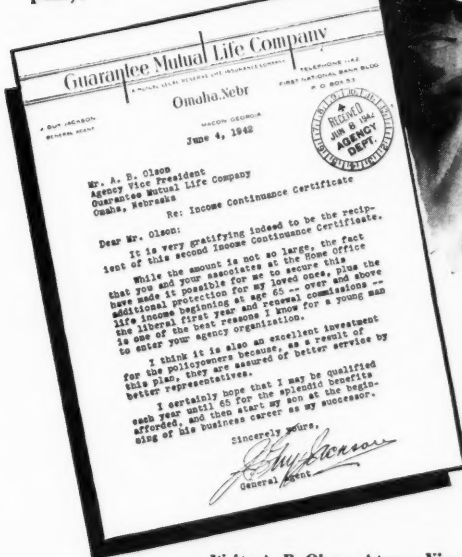 Guarantee Mutual Life Company
A MUTUAL LEGAL RESERVE LIFE INSURANCE COMPANY
Omaha, Nebr
J. GUY JACKSON
GENERAL AGENT
MACON GEORGIA
TELEPHONE
FIRST NATIONAL BANK BLDG
P O BOX
June 4, 1942
RECEIVED
JUN 8 1942
AGENCY
DEPT.
Mr. A. B. Olson
Agency Vice President
Guarantee Mutual Life Company
Omaha, Nebraska
Re: Income Continuance Certificate
Dear Mr. Olson:
It is very gratifying indeed to be the recip-
ient of this second Income Continuance Certificate.
While the amount is not so large, the fact
that you and your associates at the Home Office
have made it possible for me to secure this
additional protection for my loved ones, plus the
life income beginning at age 65 -- over and above
the liberal first year and renewal commissions --
is one of the best reasons I know for a young man
to enter your agency organization.
I think it is also an excellent investment
for the policyowners because, as a result of
this plan, they are assured of better service by
better representatives.
I certainly hope that I may be qualified
each year until 65 for the splendid benefits
afforded, and then start my son at the begin-
ning of his business career as my successor.
Sincerely yours,
J. Guy Jackson
General Agent